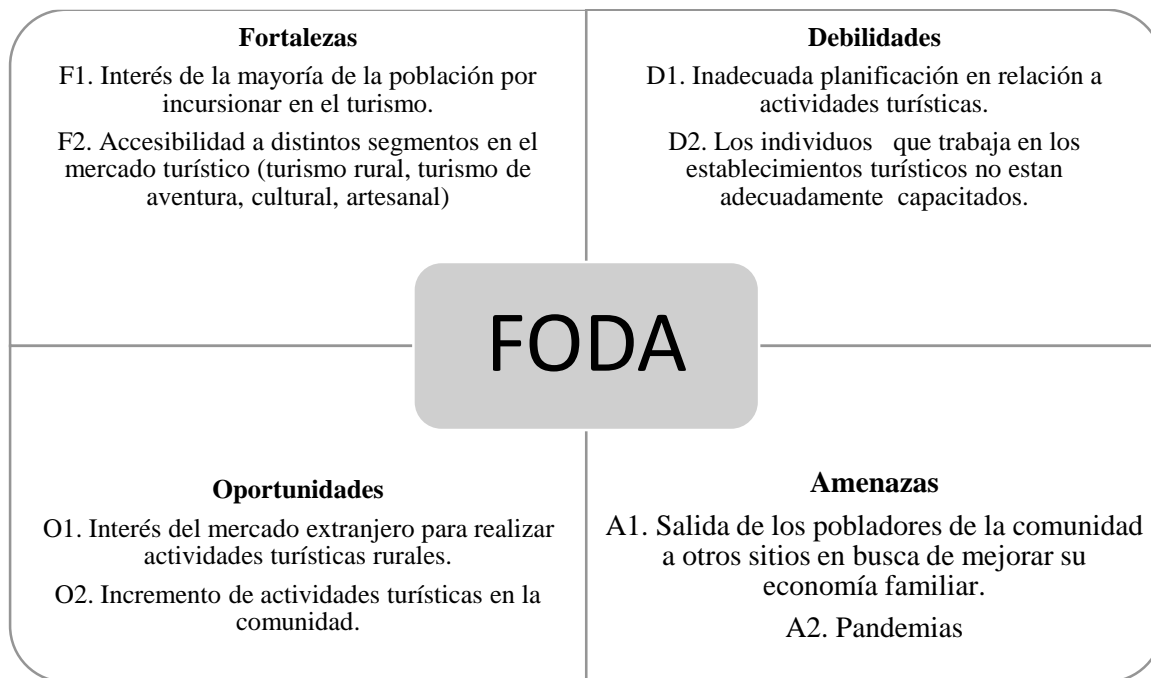 Fortalezas
F1. Interés de la mayoría de la población por
incursionar en el turismo.
F2. Accesibilidad a distintos segmentos en el
mercado turístico (turismo rural, turismo de
aventura, cultural, artesanal)
Debilidades
D1. Inadecuada planificación en relación a
actividades turísticas.
D2. Los individuos que trabaja en los
establecimientos turísticos no estan
adecuadamente capacitados.
FODA
Oportunidades
O1. Interés del mercado extranjero para realizar
actividades turísticas rurales.
O2. Incremento de actividades turísticas en la
comunidad.
Amenazas
A1. Salida de los pobladores de la comunidad
a otros sitios en busca de mejorar su
economía familiar.
A2. Pandemias